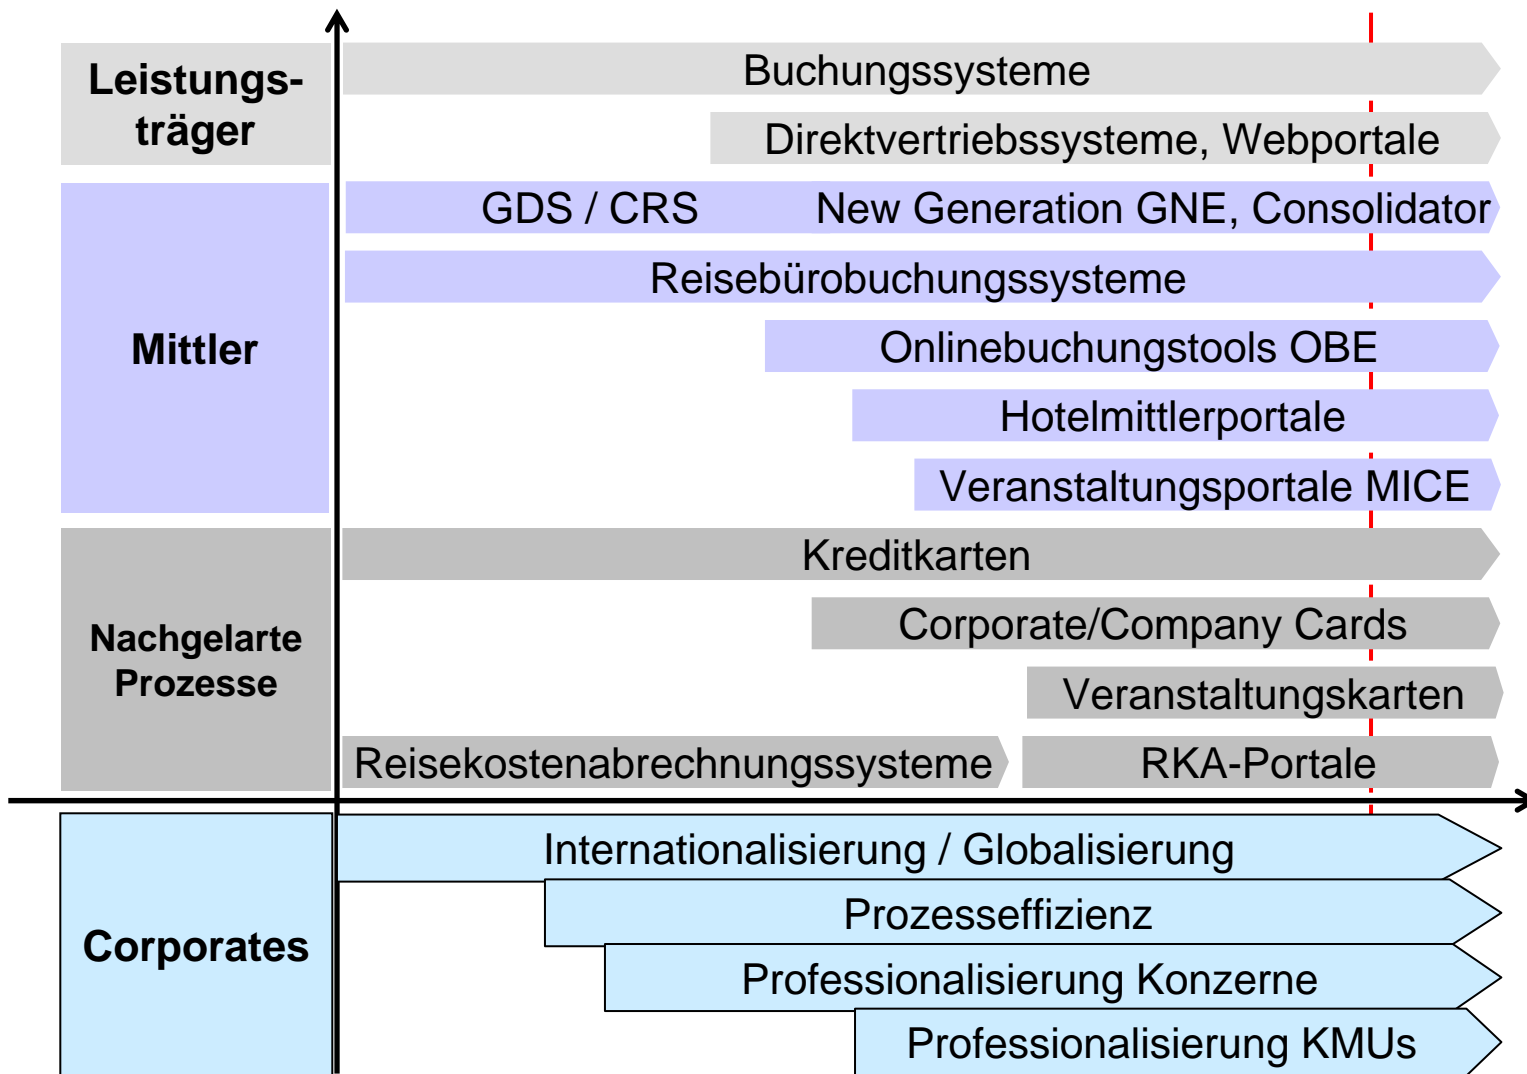 Leistungs-
träger
Buchungssysteme
Direktvertriebssysteme, Webportale
Mittler
GDS / CRS
New Generation GNE, Consolidator
Reisebürobuchungssysteme
Onlinebuchungstools OBE
Hotelmittlerportale
Veranstaltungsportale MICE
Nachgelarte
Prozesse
Kreditkarten
Corporate/Company Cards
Veranstaltungskarten
Reisekostenabrechnungssysteme
RKA-Portale
Corporates
Internationalisierung / Globalisierung
Prozesseffizienz
Professionalisierung Konzerne
Professionalisierung KMUs